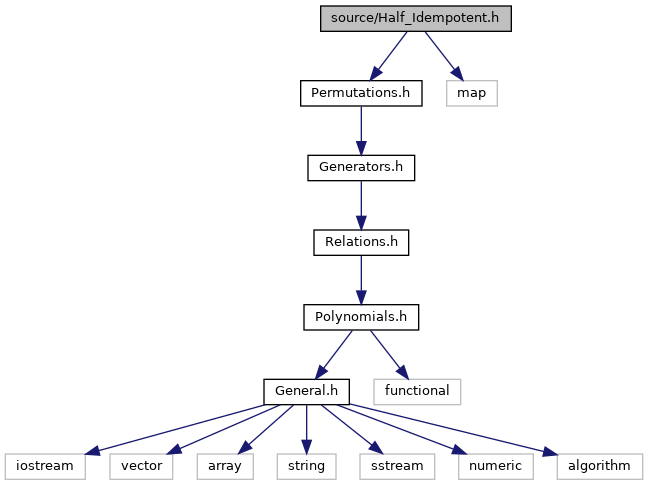 source/Half_Idempotent.h
Permutations.h
map
Generators.h
Relations.h
Polynomials.h
General.h
functional
iostream
vector
array
string
sstream
numeric
algorithm